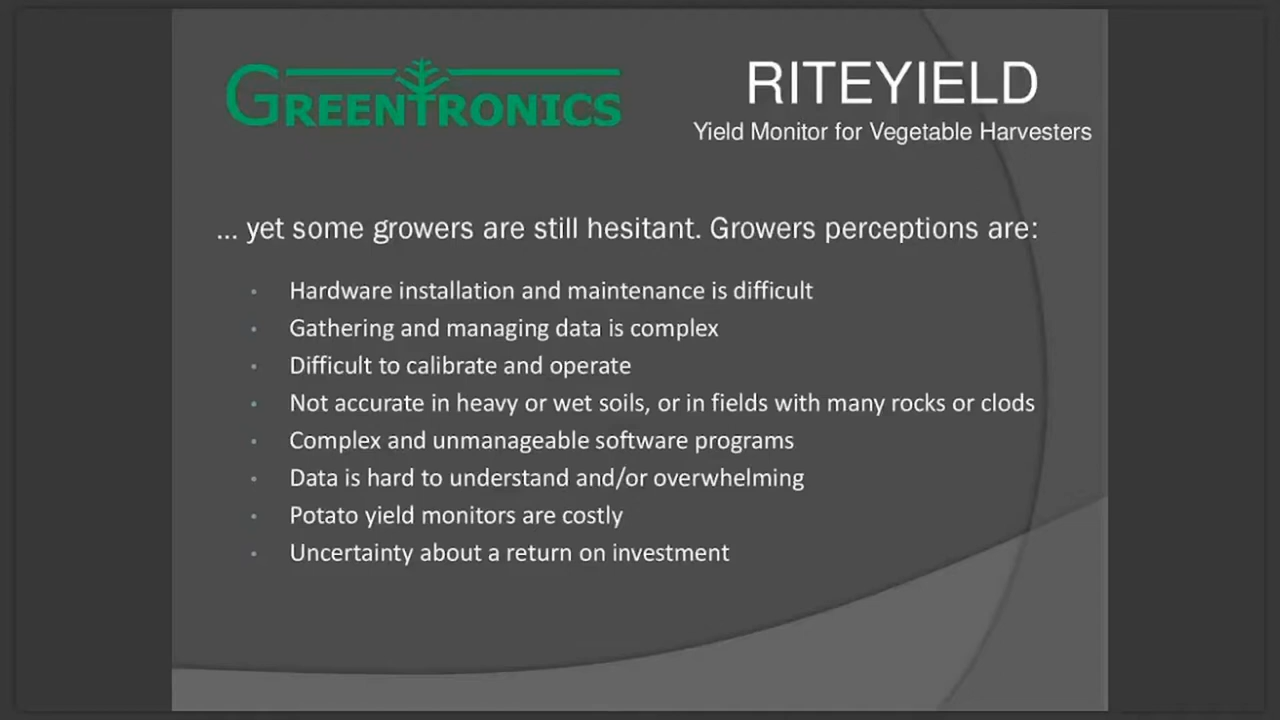 GREENTRONICS
RITEYIELD
Yield Monitor for Vegetable Harvesters
... yet some growers are still hesitant. Growers perceptions are:
• Hardware installation and maintenance is difficult
• Gathering and managing data is complex
• Difficult to calibrate and operate
• Not accurate in heavy or wet soils, or in fields with many rocks or clods
• Complex and unmanageable software programs
• Data is hard to understand and/or overwhelming
• Potato yield monitors are costly
• Uncertainty about a return on investment